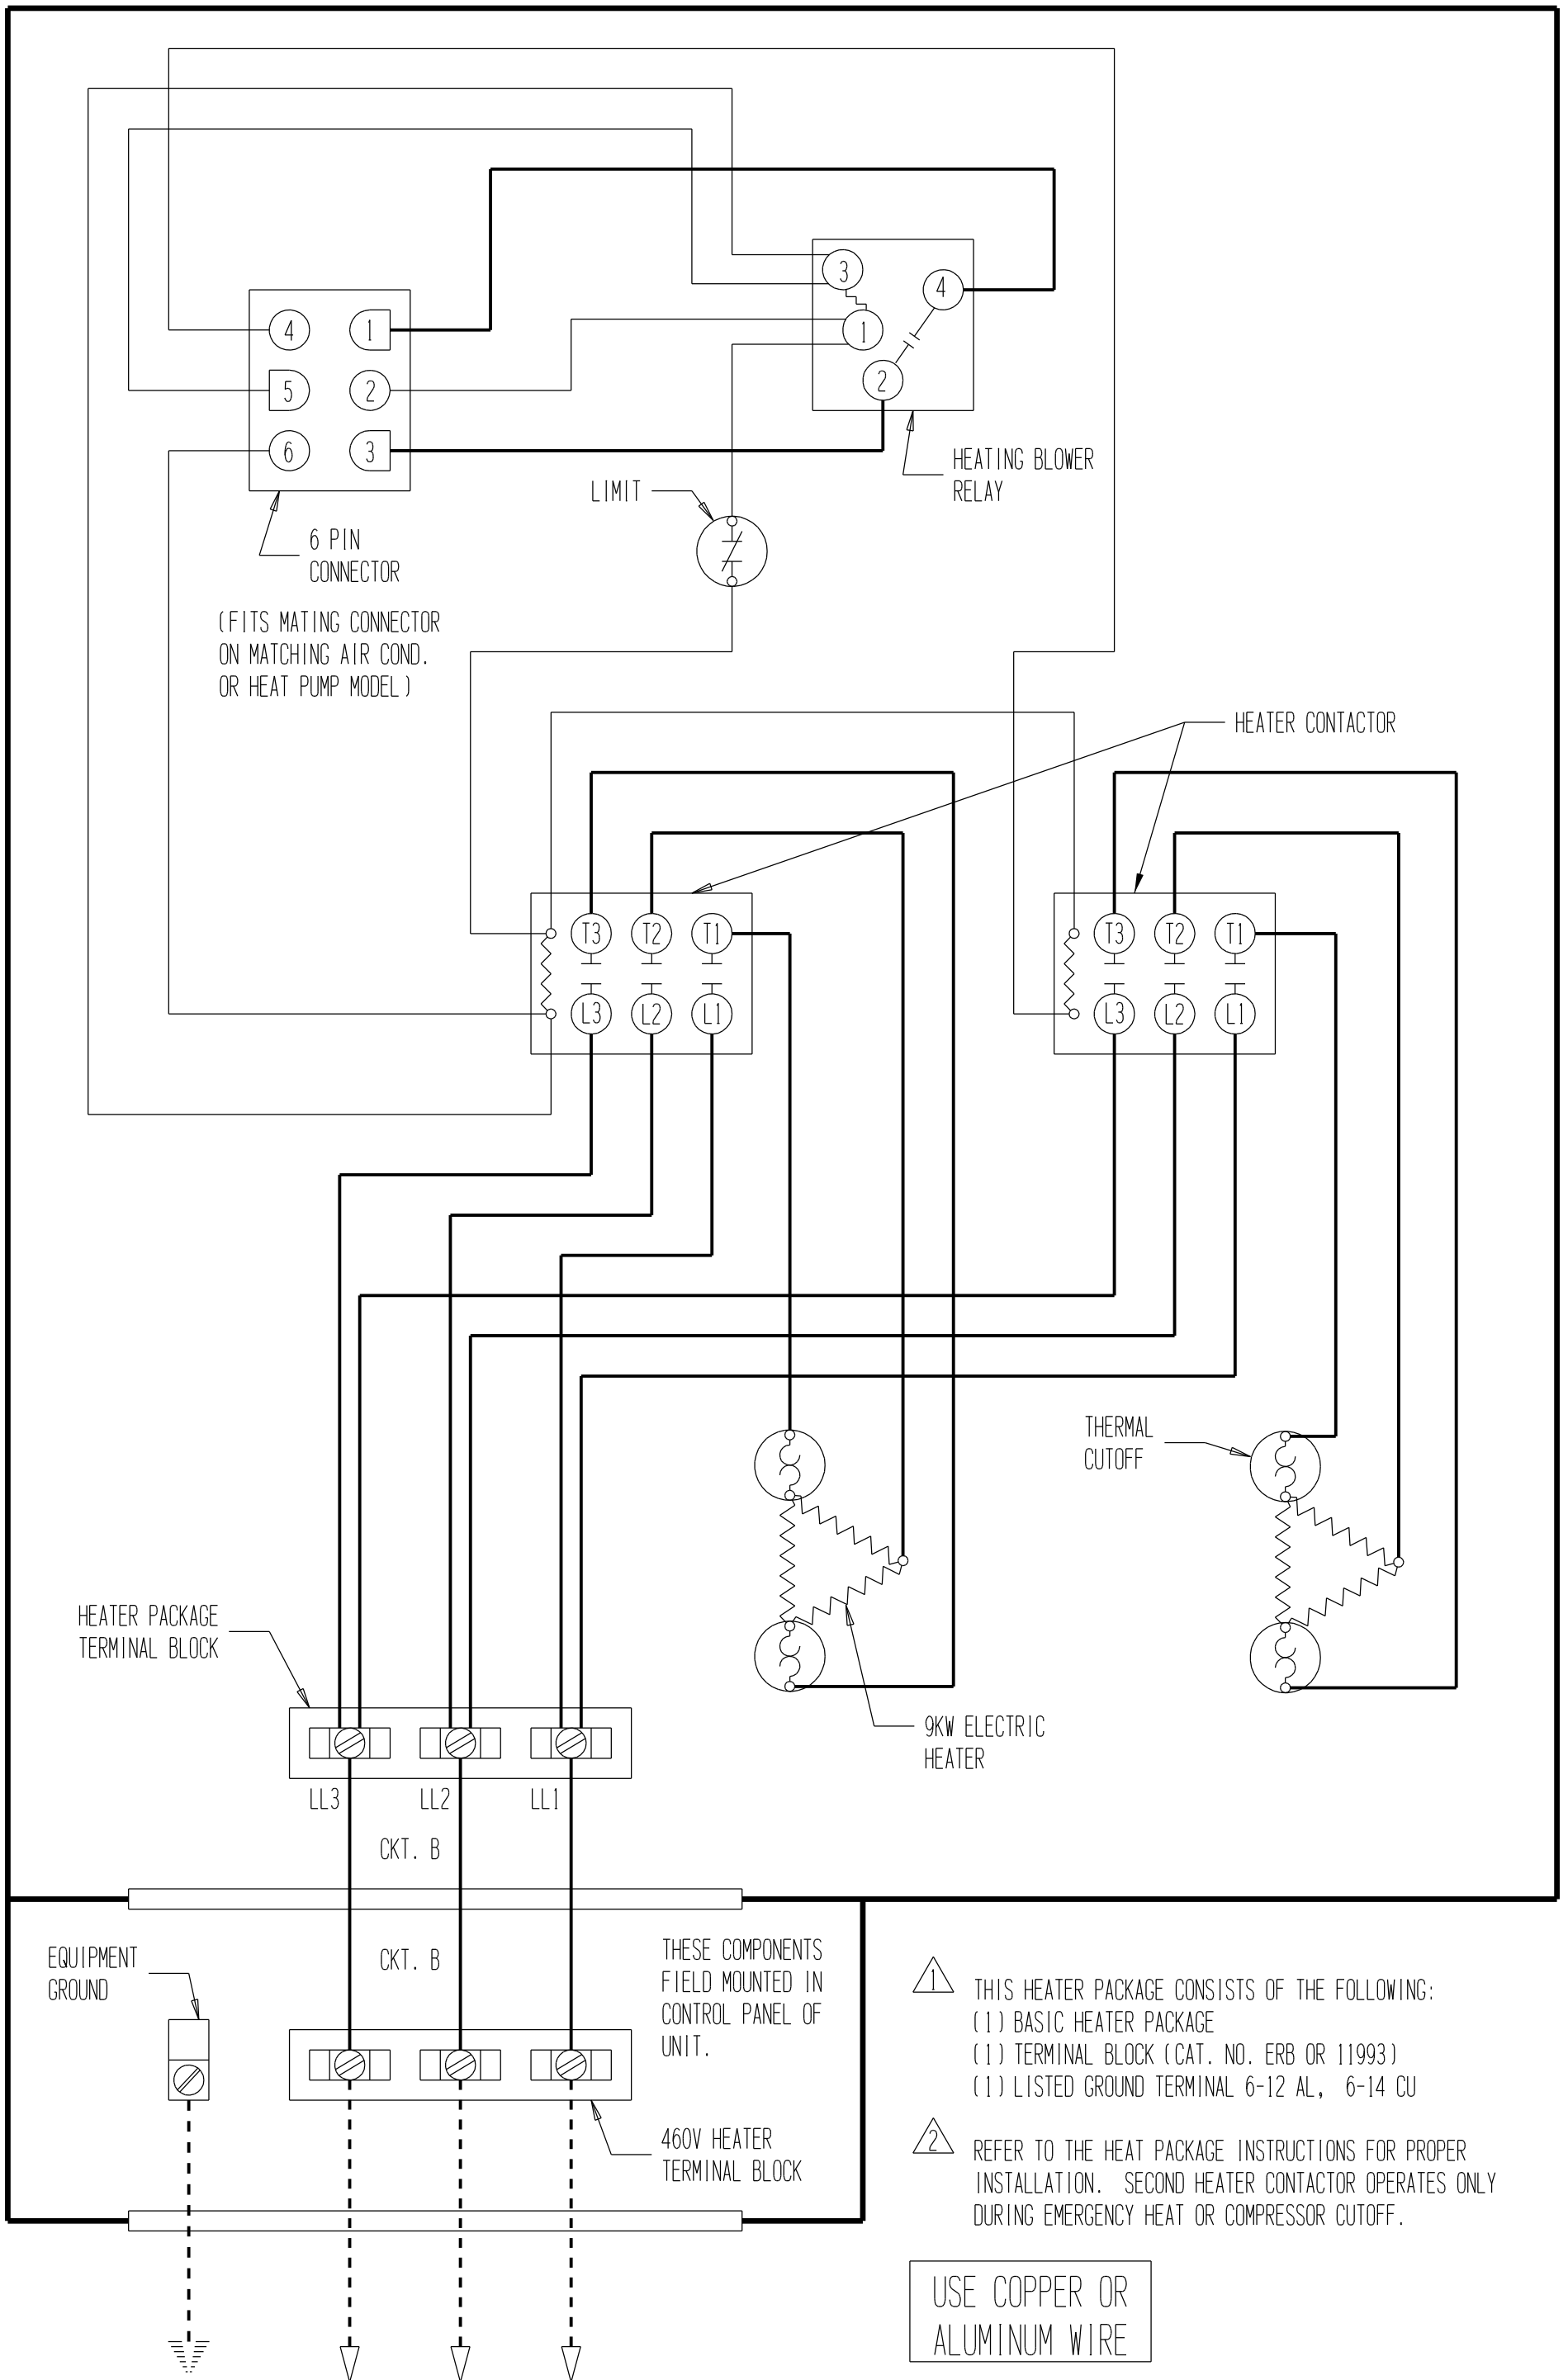 3
4
4
1
1
5
2
2
6
3
HEATING BLOWER
RELAY
LIMIT
6 PIN
CONNECTOR
(FITS MATING CONNECTOR
ON MATCHING AIR COND.
OR HEAT PUMP MODEL)
HEATER CONTACTOR
T3 T2 T1
T3 T2 T1
L3 L2 L1
L3 L2 L1
THERMAL
CUTOFF
HEATER PACKAGE
TERMINAL BLOCK
9KW ELECTRIC
HEATER
LL3 LL2 LL1
CKT. B
EQUIPMENT
GROUND
CKT. B
THESE COMPONENTS
FIELD MOUNTED IN
CONTROL PANEL OF
UNIT.
460V HEATER
TERMINAL BLOCK
1 THIS HEATER PACKAGE CONSISTS OF THE FOLLOWING:
(1) BASIC HEATER PACKAGE
(1) TERMINAL BLOCK (CAT. NO. ERB OR 11993)
(1) LISTED GROUND TERMINAL 6-12 AL, 6-14 CU
2 REFER TO THE HEAT PACKAGE INSTRUCTIONS FOR PROPER
INSTALLATION. SECOND HEATER CONTACTOR OPERATES ONLY
DURING EMERGENCY HEAT OR COMPRESSOR CUTOFF.
USE COPPER OR
ALUMINUM WIRE